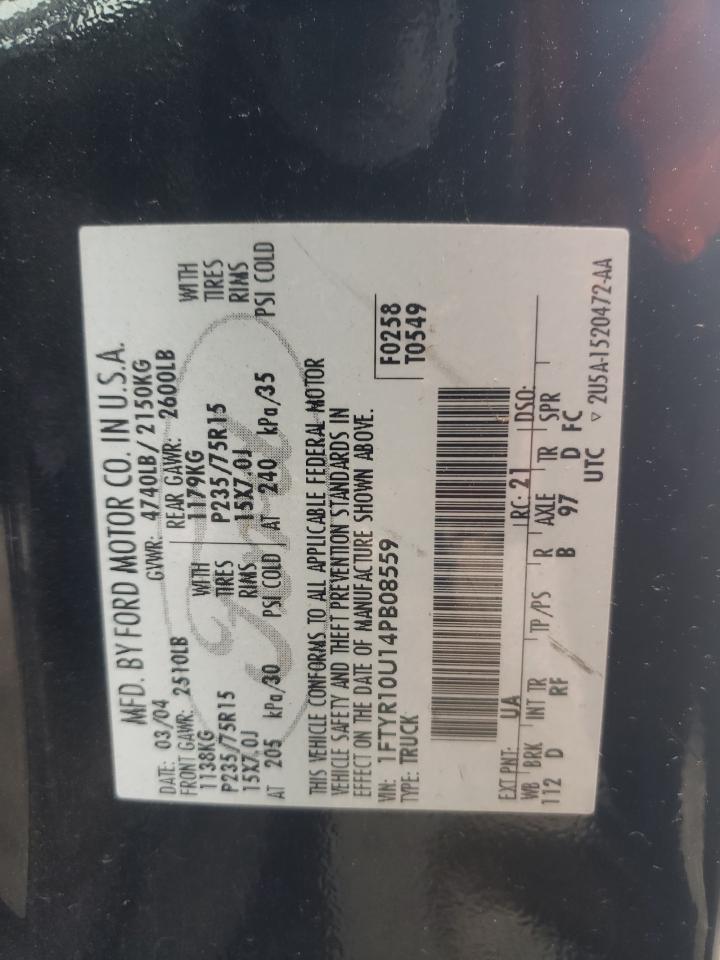 MFD. BY FORD MOTOR CO. IN U.S.A.
DATE: 03/04 GVWR: 4740LB/ 2150KG
FRONT GAWR: 2510LB REAR GAWR: 2600LB
1138KG WITH 1179KG WITH
P235/75R15 TIRES P235/75R15 TIRES
15X7.0J RIMS 15X7.0J RIMS
AT 205 kPa/30 PSI COLD AT 240 kPa/35 PSI COLD
THIS VEHICLE CONFORMS TO ALL APPLICABLE FEDERAL MOTOR
VEHICLE SAFETY AND THEFT PREVENTION STANDARDS IN
EFFECT ON THE DATE OF MANUFACTURE SHOWN ABOVE.
VIN: 1FTYR10U14PB08559 F0258
TYPE: TRUCK T0549
Ford
EXT PNT: UA RC: 21 DSO:
WB BRK INT TR TP/PS R AXLE TR SPR
112 D RF B 97 D FC
UTC ▽ 2U5A-1520472-AA